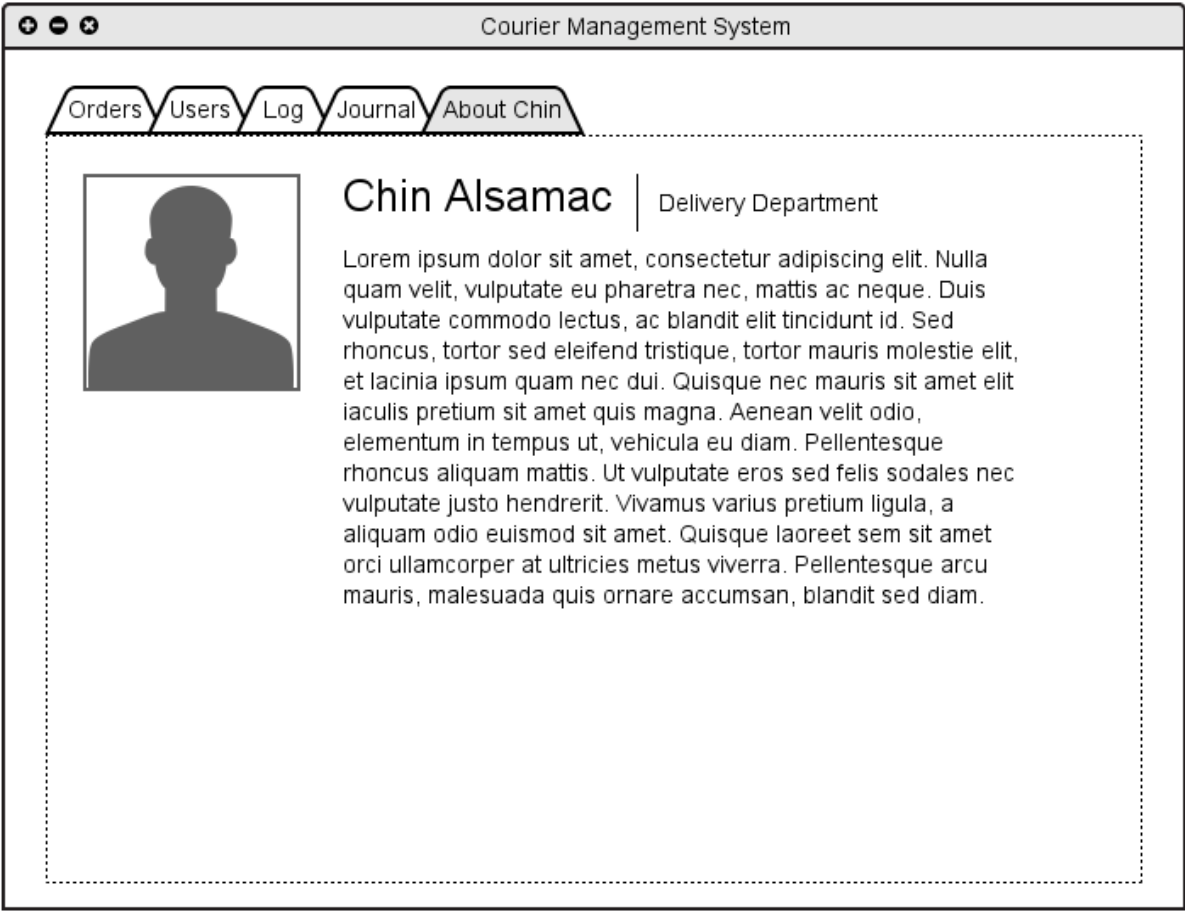 Courier Management System
Orders Users Log Journal About Chin
Chin Alsamac Delivery Department
Lorem ipsum dolor sit amet, consectetur adipiscing elit. Nulla
quam velit, vulputate eu pharetra nec, mattis ac neque. Duis
vulputate commodo lectus, ac blandit elit tincidunt id. Sed
rhoncus, tortor sed eleifend tristique, tortor mauris molestie elit,
et lacinia ipsum quam nec dui. Quisque nec mauris sit amet elit
iaculis pretium sit amet quis magna. Aenean velit odio,
elementum in tempus ut, vehicula eu diam. Pellentesque
rhoncus aliquam mattis. Ut vulputate eros sed felis sodales nec
vulputate justo hendrerit. Vivamus varius pretium ligula, a
aliquam odio euismod sit amet. Quisque laoreet sem sit amet
orci ullamcorper at ultricies metus viverra. Pellentesque arcu
mauris, malesuada quis ornare accumsan, blandit sed diam.